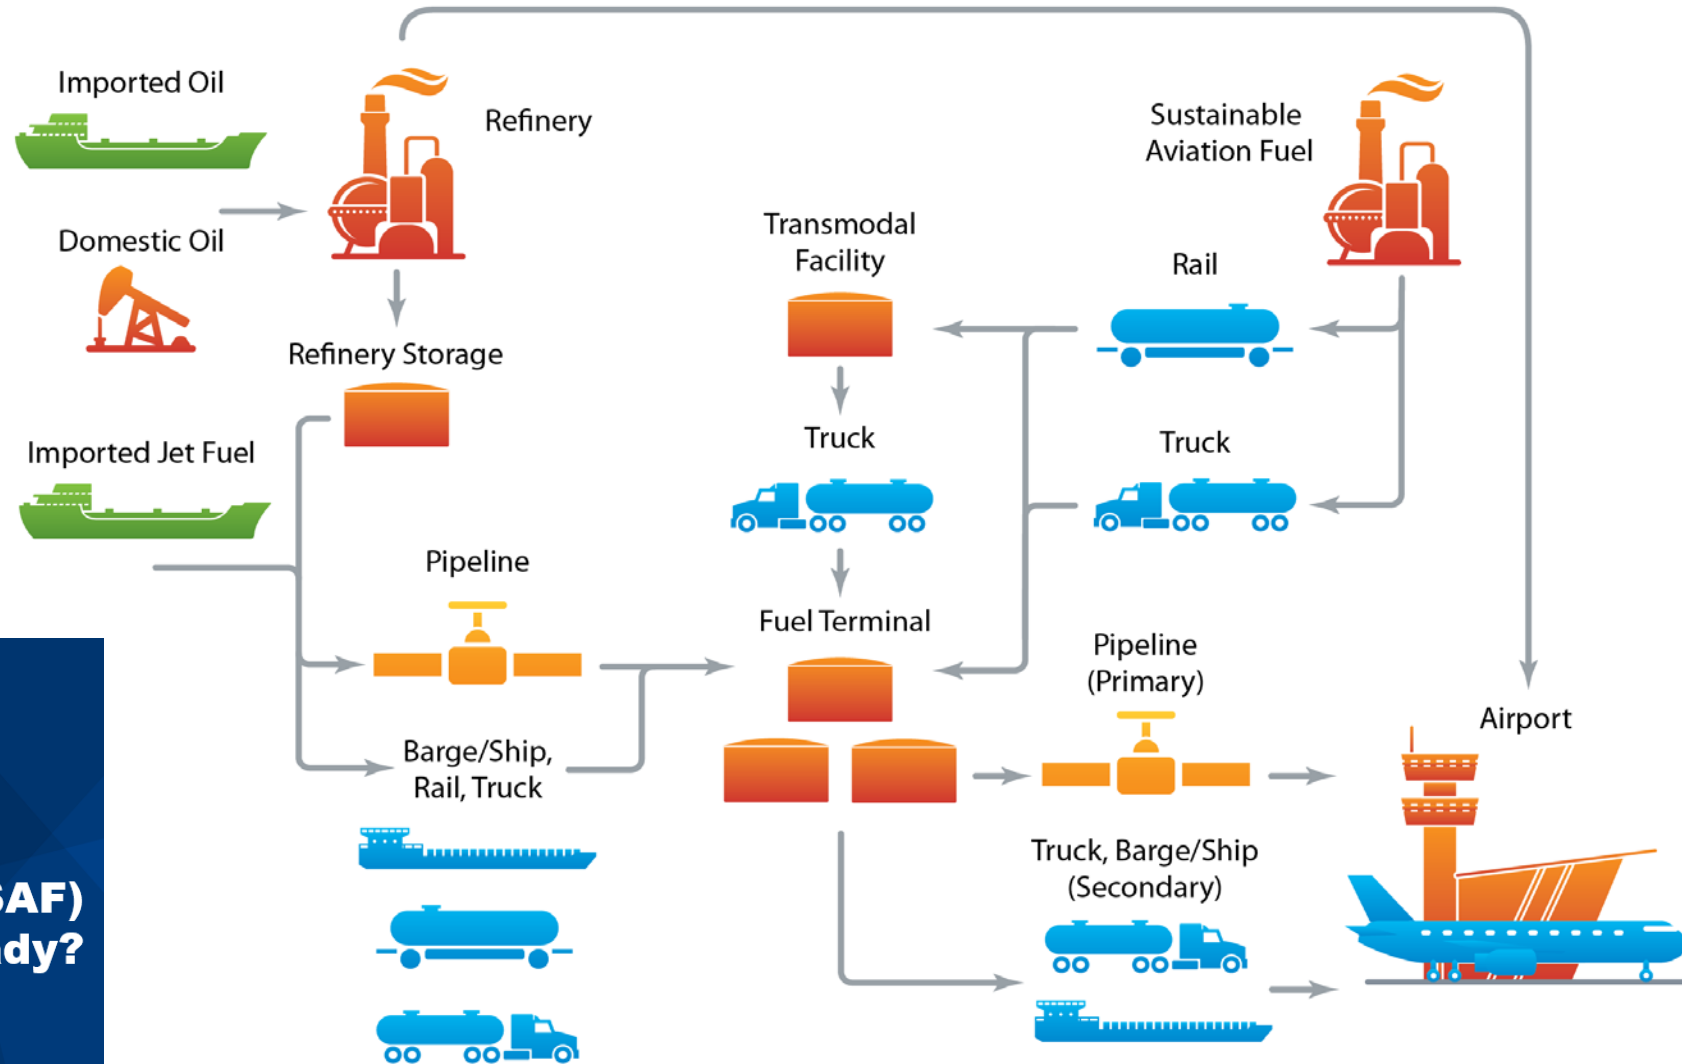 Imported Oil
Refinery
Domestic Oil
Refinery Storage
Imported Jet Fuel
Pipeline
Barge/Ship,
Rail, Truck
Transmodal
Facility
Truck
Fuel Terminal
Sustainable
Aviation Fuel
Rail
Truck
Pipeline
(Primary)
Truck, Barge/Ship
(Secondary)
Airport
SAF)
ady?